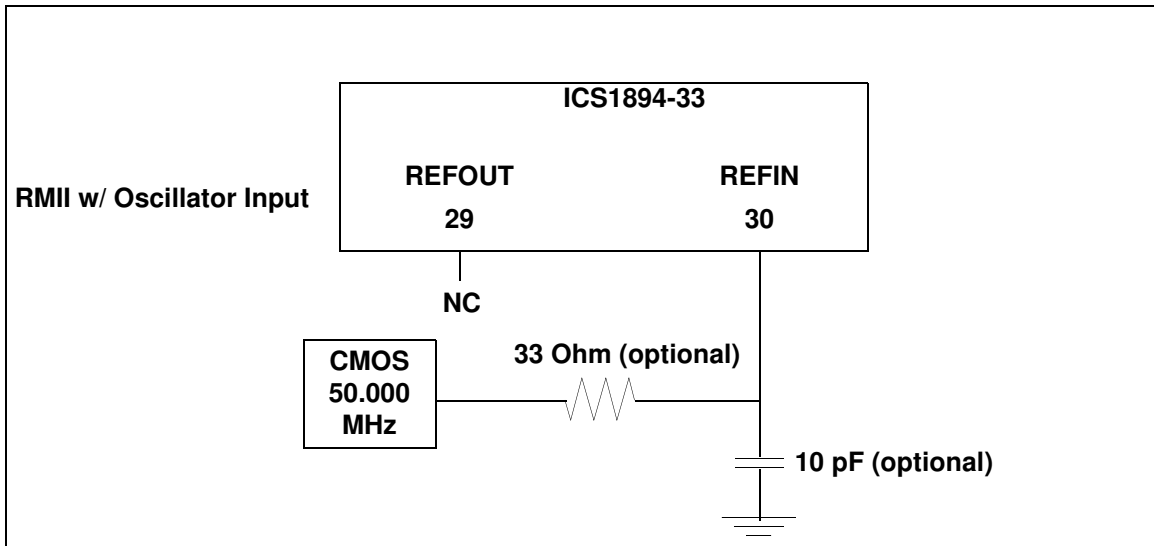 ICS1894-33
REFOUT
REFIN
RMII w/ Oscillator Input
29
30
NC
33 Ohm (optional)
CMOS
50.000
MHz
10 pF (optional)